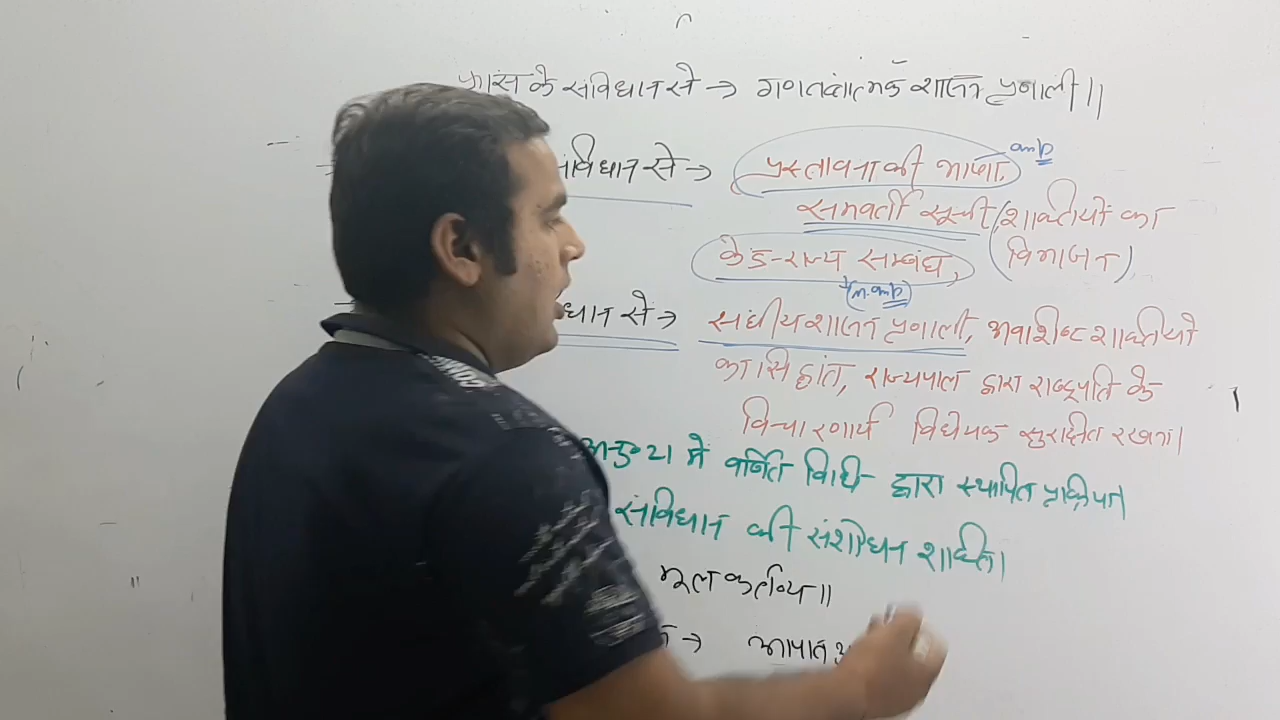 फ्रांस के संविधान से → गणतंत्रात्मक शासन प्रणाली।।
संविधान से → प्रस्तावना की भाषा, amb
समवर्ती सूची, (शक्तियों का
केन्द्र-राज्य सम्बंध, विभाजन)
से → संघीय शासन प्रणाली, अवशिष्ट शक्तियों
का सिद्धांत, राज्यपाल द्वारा राष्ट्रपति के
विचारणार्थ विधेयक सुरक्षित रखना।
अनु॰ 21 में वर्णित विधि द्वारा स्थापित प्रक्रिया।
संविधान की संशोधन शक्ति।
मूल कर्तव्य।।
→ आपात